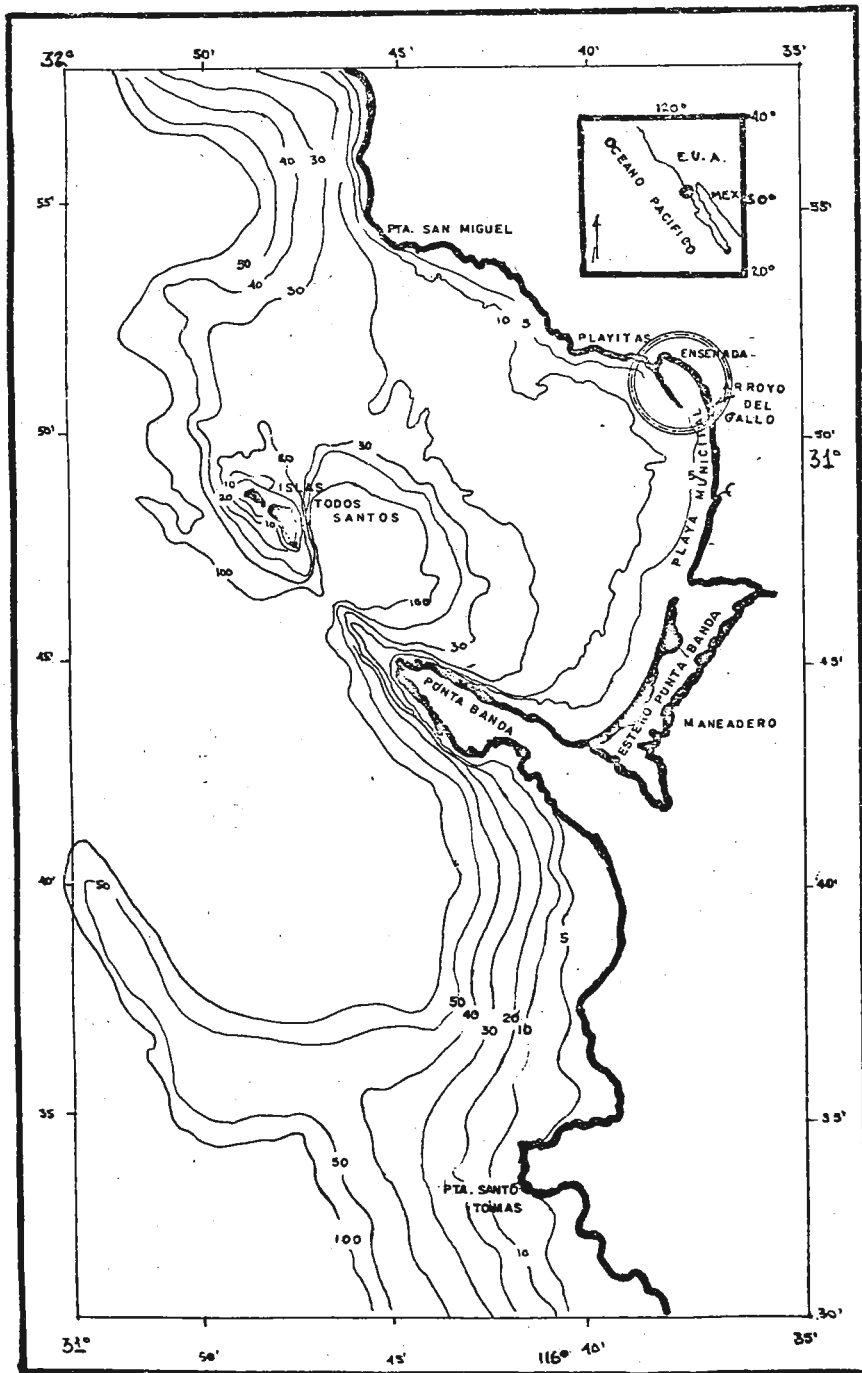 50' 45' 40' 35'
32°
120°
40°
E.U.A.
OCEANO PACIFICO
MEX
30°
20°
40 30
55' 55'
PTA. SAN MIGUEL
50
40
30
10 5
PLAYITAS
ENSENADA
ARROYO
DEL
GALLO
50' 50'
31°
30
10
20
10
ISLAS
TODOS
SANTOS
5
PLAYA MUNICIPAL
100
100
30
45' 45'
PUNTA BANDA
ESTERO PUNTA BANDA
MANEADERO
40' 40'
50
5
50
40
30
20
10
35' 35'
50
PTA. SANTO
TOMAS
100
10
30'
31°
50' 45' 116° 40' 35'